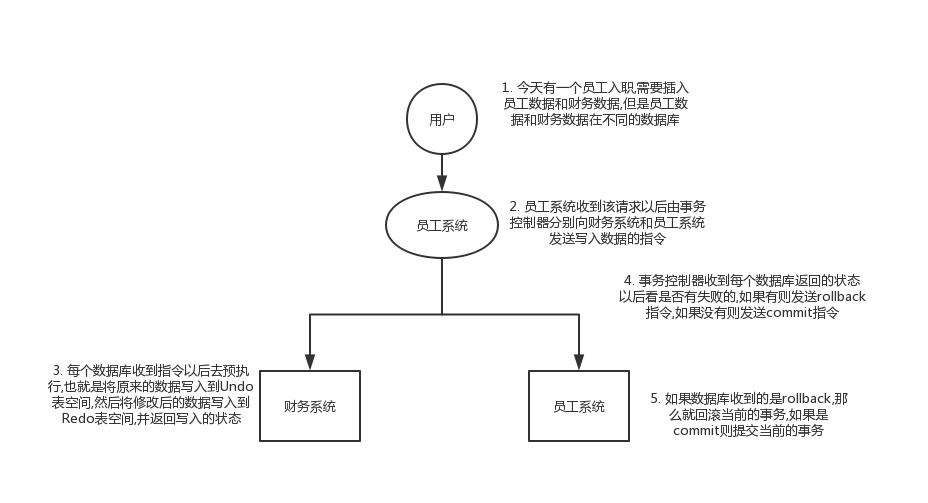 1. 今天有一个员工入职,需要插入
员工数据和财务数据,但是员工数
据和财务数据在不同的数据库
用户
2. 员工系统收到该请求以后由事务
控制器分别向财务系统和员工系统
发送写入数据的指令
员工系统
4. 事务控制器收到每个数据库返回的状态
以后看是否有失败的,如果有则发送rollback
指令,如果没有则发送commit指令
3. 每个数据库收到指令以后去预执
行,也就是将原来的数据写入到Undo
表空间,然后将修改后的数据写入到
Redo表空间,并返回写入的状态
财务系统
员工系统
5. 如果数据库收到的是rollback,那
么就回滚当前的事务,如果是
commit则提交当前的事务